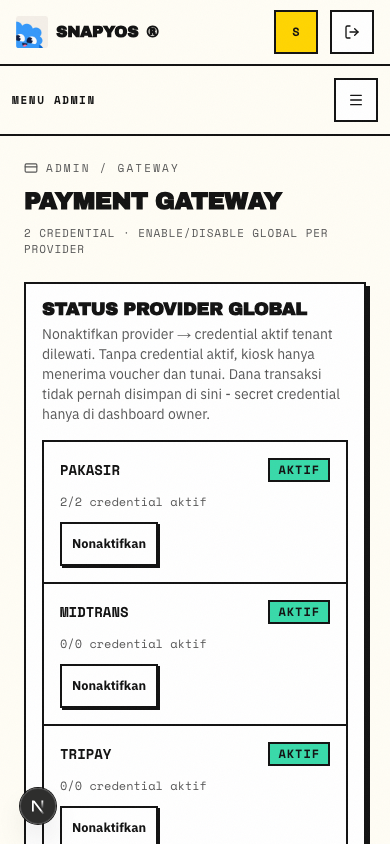 SNAPYOS ®
S
MENU ADMIN
ADMIN / GATEWAY
PAYMENT GATEWAY
2 CREDENTIAL · ENABLE/DISABLE GLOBAL PER
PROVIDER
STATUS PROVIDER GLOBAL
Nonaktifkan provider → credential aktif tenant
dilewati. Tanpa credential aktif, kiosk hanya
menerima voucher dan tunai. Dana transaksi
tidak pernah disimpan di sini - secret credential
hanya di dashboard owner.
PAKASIR
AKTIF
2/2 credential aktif
Nonaktifkan
MIDTRANS
AKTIF
0/0 credential aktif
Nonaktifkan
TRIPAY
AKTIF
0/0 credential aktif
Nonaktifkan
N